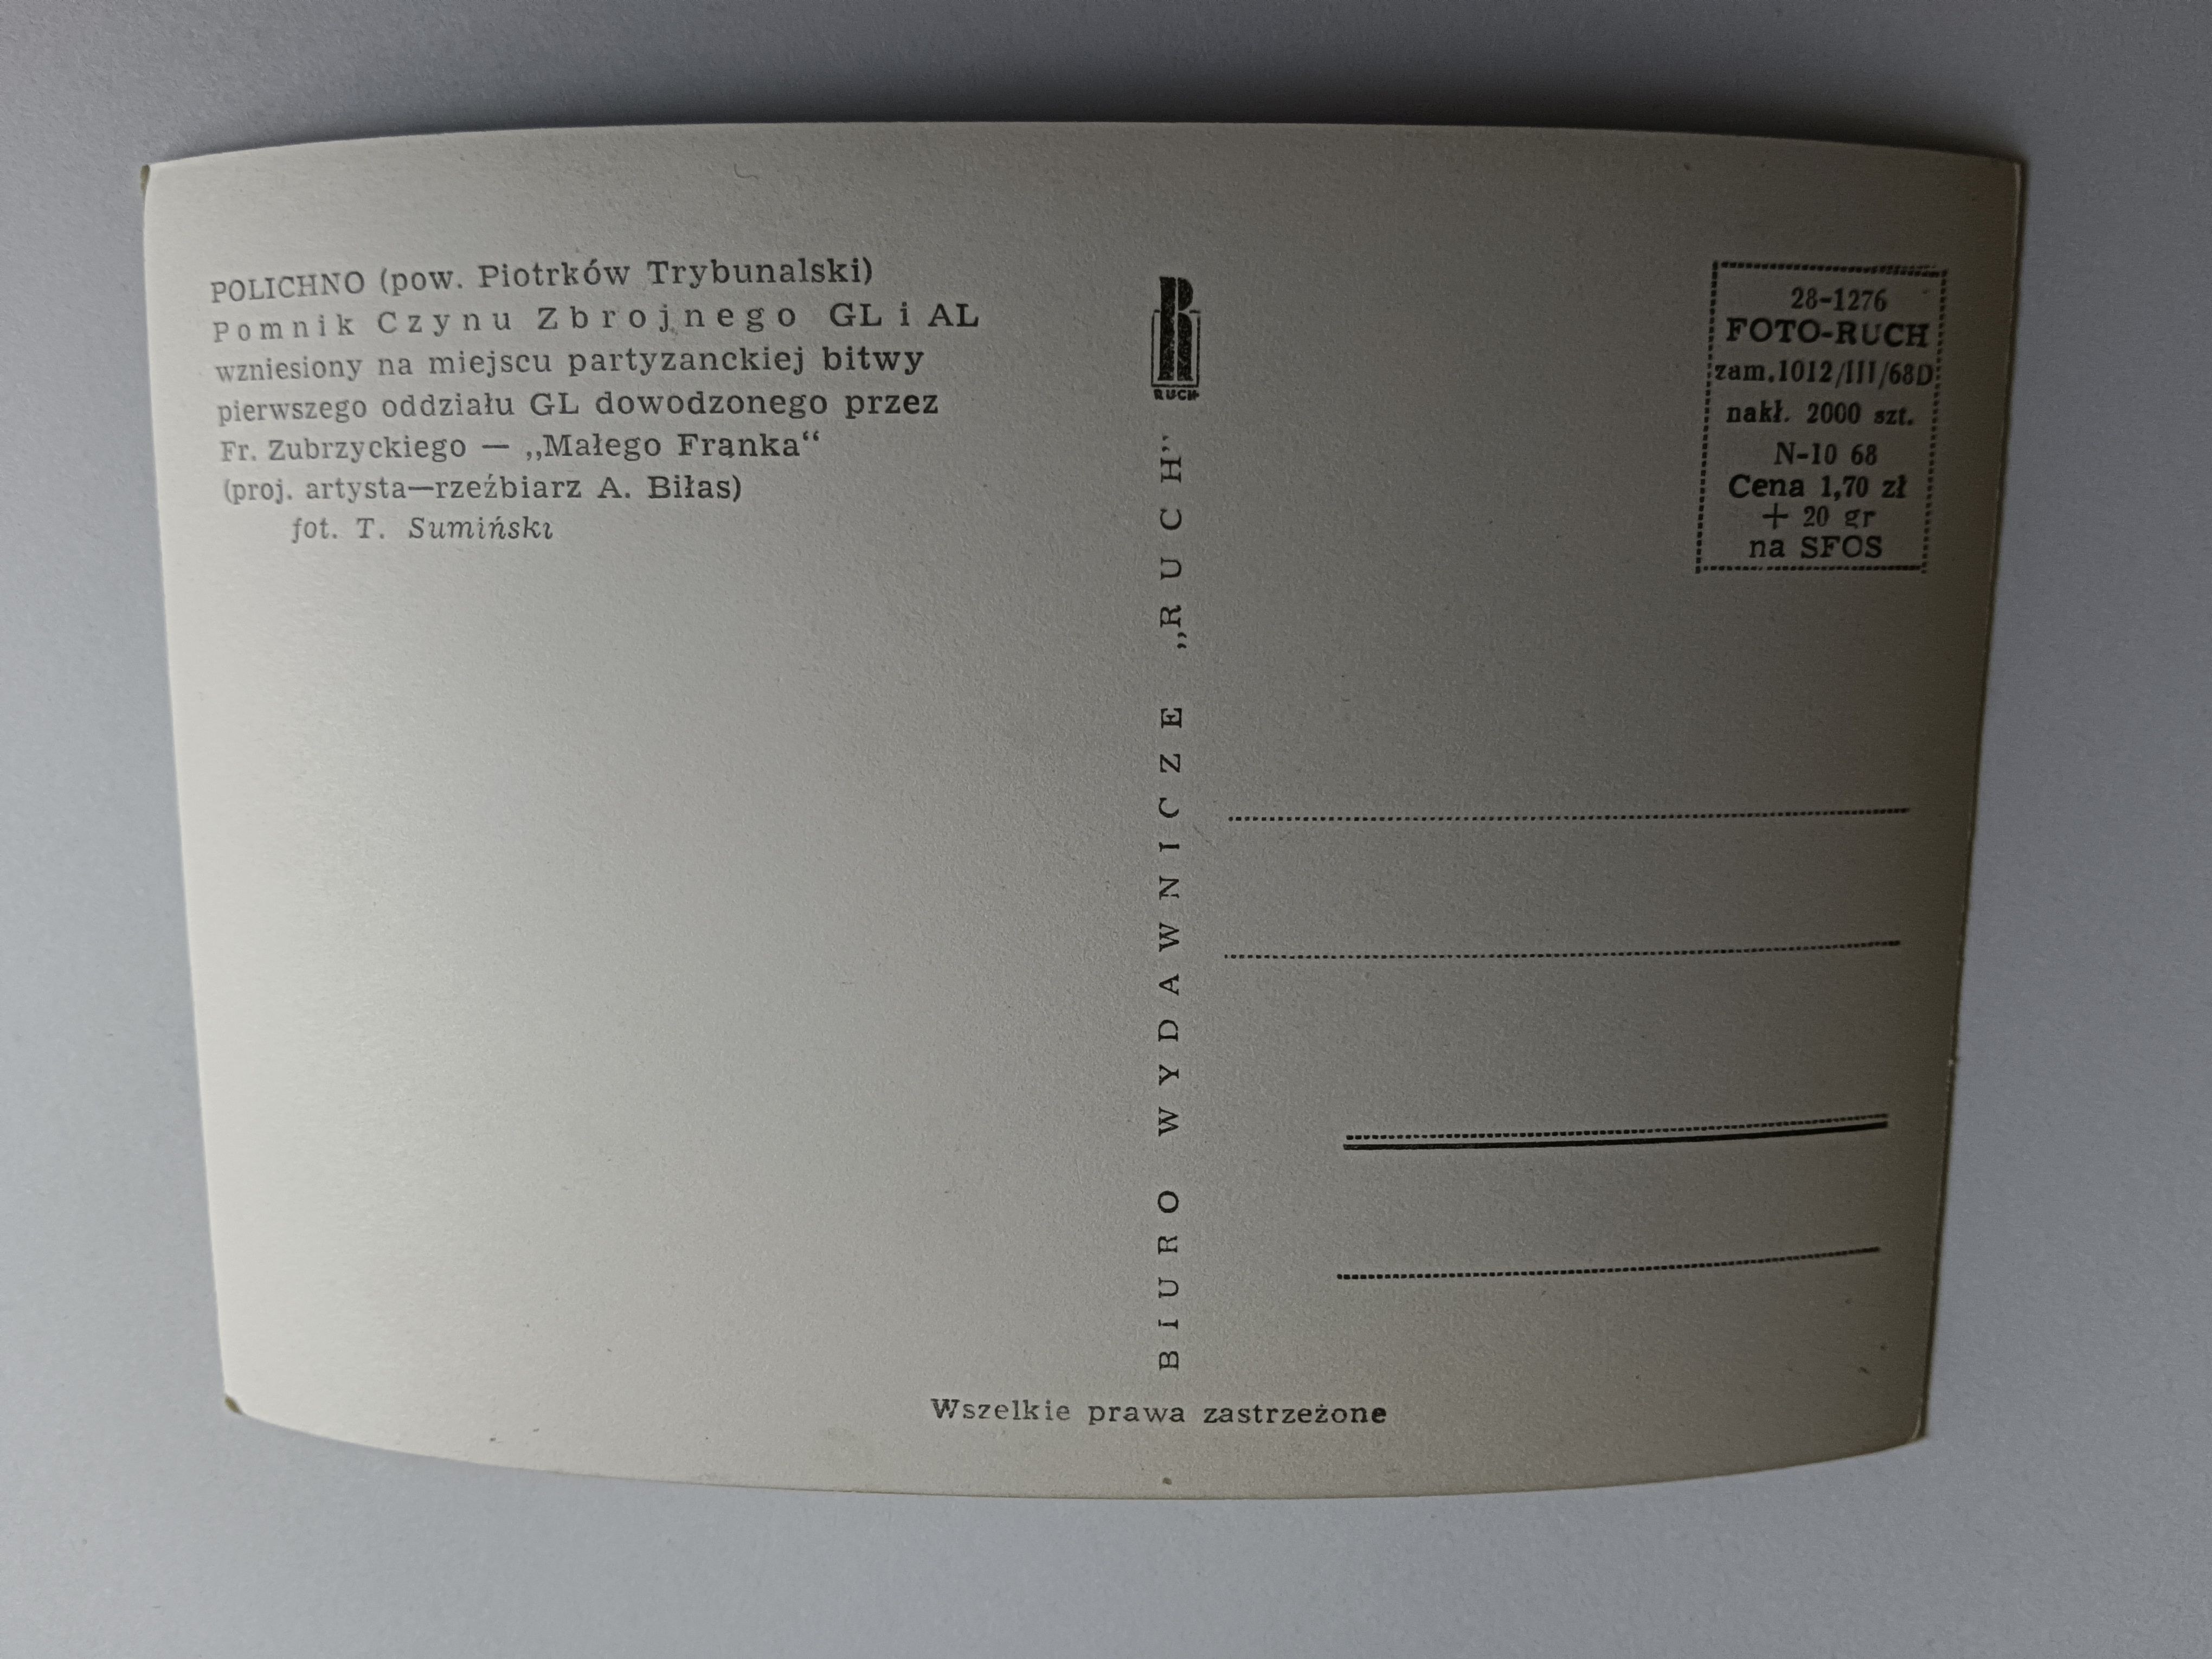 POLICHNO (pow. Piotrków Trybunalski)
Pomnik Czynu Zbrojnego GL i AL
wzniesiony na miejscu partyzanckiej bitwy
pierwszego oddziału GL dowodzonego przez
Fr. Zubrzyckiego — „Małego Franka“
(proj. artysta—rzeźbiarz A. Biłas)
fot. T. Sumiński
RUCH
BIURO WYDAWNICZE „RUCH”
28-1276
FOTO-RUCH
zam.1012/III/68D
nakł. 2000 szt.
N-10 68
Cena 1,70 zł
+ 20 gr
na SFOS
Wszelkie prawa zastrzeżone